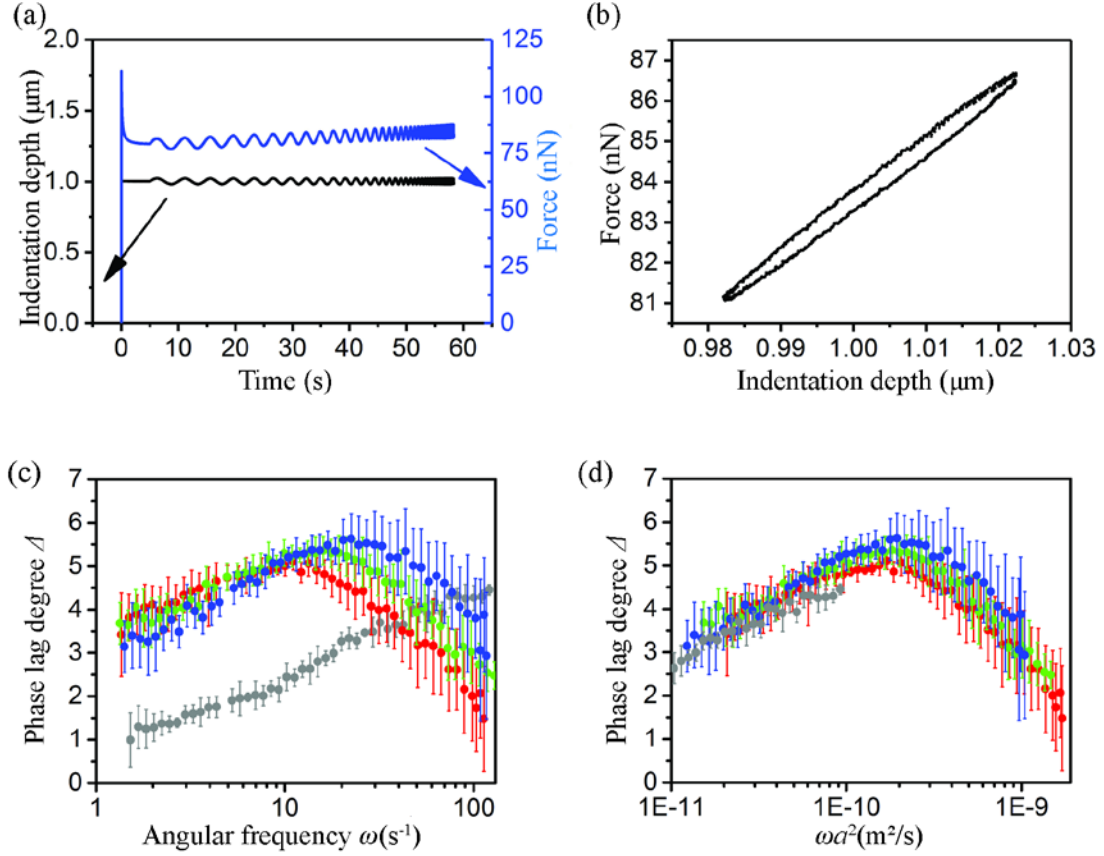 (a)
2.0
1.5
1.0
0.5
0.0
Indentation depth (μm)
0 10 20 30 40 50 60
Time (s)
125
100
75
50
25
0
Force (nN)
(b)
87
86
85
84
83
82
81
Force (nN)
0.98 0.99 1.00 1.01 1.02 1.03
Indentation depth (μm)
(c)
7
6
5
4
3
2
1
0
Phase lag degree Δ
1 10 100
Angular frequency ω(s⁻¹)
(d)
7
6
5
4
3
2
1
0
Phase lag degree Δ
1E-11 1E-10 1E-9
ωa²(m²/s)